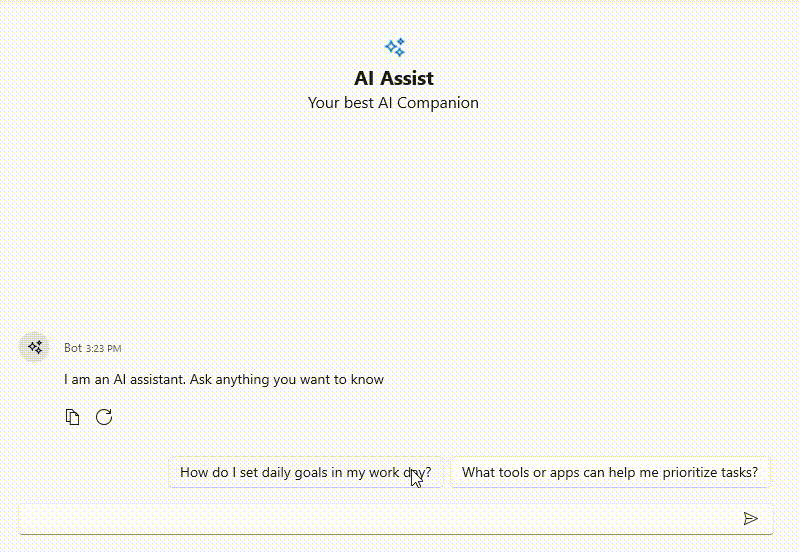 AI Assist
Your best AI Companion
Bot 3:23 PM
I am an AI assistant. Ask anything you want to know
How do I set daily goals in my work day? What tools or apps can help me prioritize tasks?